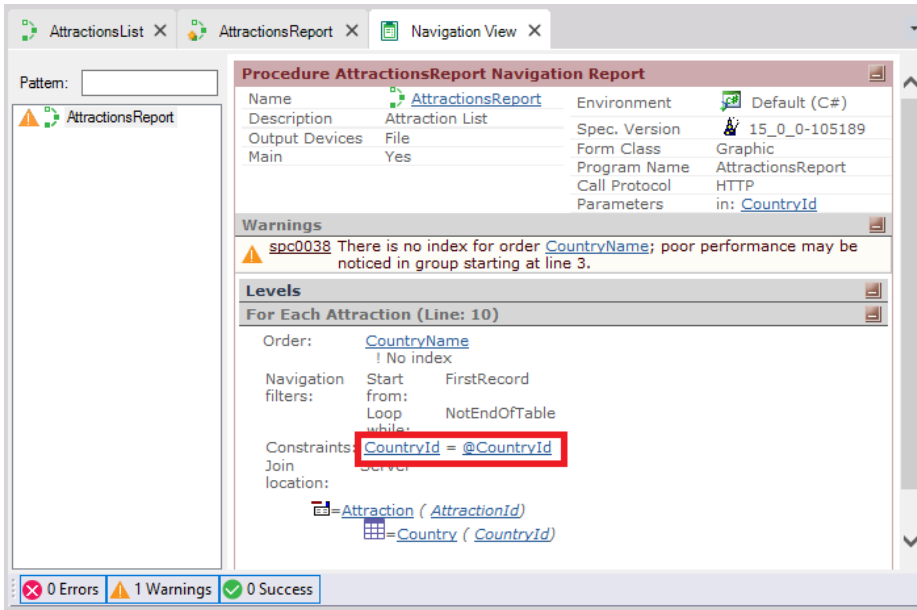 AttractionsList
AttractionsReport
Navigation View
Pattern:
AttractionsReport
Procedure AttractionsReport Navigation Report
Name AttractionsReport
Description Attraction List
Output Devices File
Main Yes
Environment Default (C#)
Spec. Version 15_0_0-105189
Form Class Graphic
Program Name AttractionsReport
Call Protocol HTTP
Parameters in: CountryId
Warnings
spc0038 There is no index for order CountryName; poor performance may be
noticed in group starting at line 3.
Levels
For Each Attraction (Line: 10)
Order: CountryName
! No index
Navigation Start FirstRecord
filters: from:
Loop NotEndOfTable
while:
Constraints: CountryId = @CountryId
Join Server
location:
=Attraction ( AttractionId)
=Country ( CountryId)
0 Errors 1 Warnings 0 Success